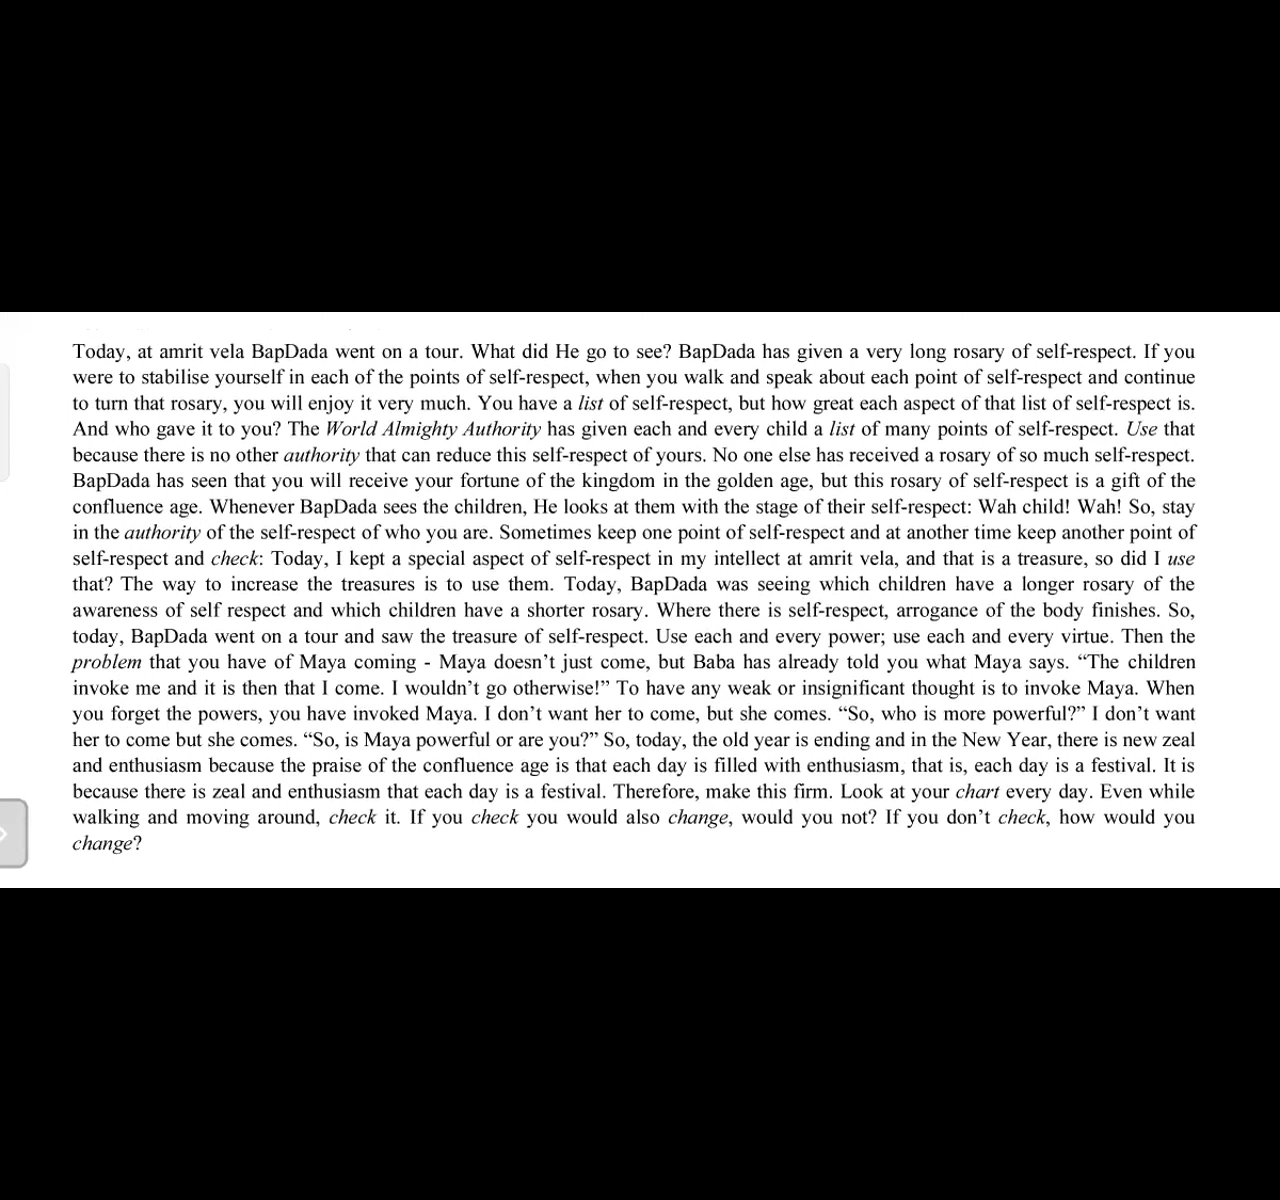 Today, at amrit vela BapDada went on a tour. What did He go to see? BapDada has given a very long rosary of self-respect. If you
were to stabilise yourself in each of the points of self-respect, when you walk and speak about each point of self-respect and continue
to turn that rosary, you will enjoy it very much. You have a list of self-respect, but how great each aspect of that list of self-respect is.
And who gave it to you? The World Almighty Authority has given each and every child a list of many points of self-respect. Use that
because there is no other authority that can reduce this self-respect of yours. No one else has received a rosary of so much self-respect.
BapDada has seen that you will receive your fortune of the kingdom in the golden age, but this rosary of self-respect is a gift of the
confluence age. Whenever BapDada sees the children, He looks at them with the stage of their self-respect: Wah child! Wah! So, stay
in the authority of the self-respect of who you are. Sometimes keep one point of self-respect and at another time keep another point of
self-respect and check: Today, I kept a special aspect of self-respect in my intellect at amrit vela, and that is a treasure, so did I use
that? The way to increase the treasures is to use them. Today, BapDada was seeing which children have a longer rosary of the
awareness of self respect and which children have a shorter rosary. Where there is self-respect, arrogance of the body finishes. So,
today, BapDada went on a tour and saw the treasure of self-respect. Use each and every power; use each and every virtue. Then the
problem that you have of Maya coming - Maya doesn’t just come, but Baba has already told you what Maya says. “The children
invoke me and it is then that I come. I wouldn’t go otherwise!” To have any weak or insignificant thought is to invoke Maya. When
you forget the powers, you have invoked Maya. I don’t want her to come, but she comes. “So, who is more powerful?” I don’t want
her to come but she comes. “So, is Maya powerful or are you?” So, today, the old year is ending and in the New Year, there is new zeal
and enthusiasm because the praise of the confluence age is that each day is filled with enthusiasm, that is, each day is a festival. It is
because there is zeal and enthusiasm that each day is a festival. Therefore, make this firm. Look at your chart every day. Even while
walking and moving around, check it. If you check you would also change, would you not? If you don’t check, how would you
change?